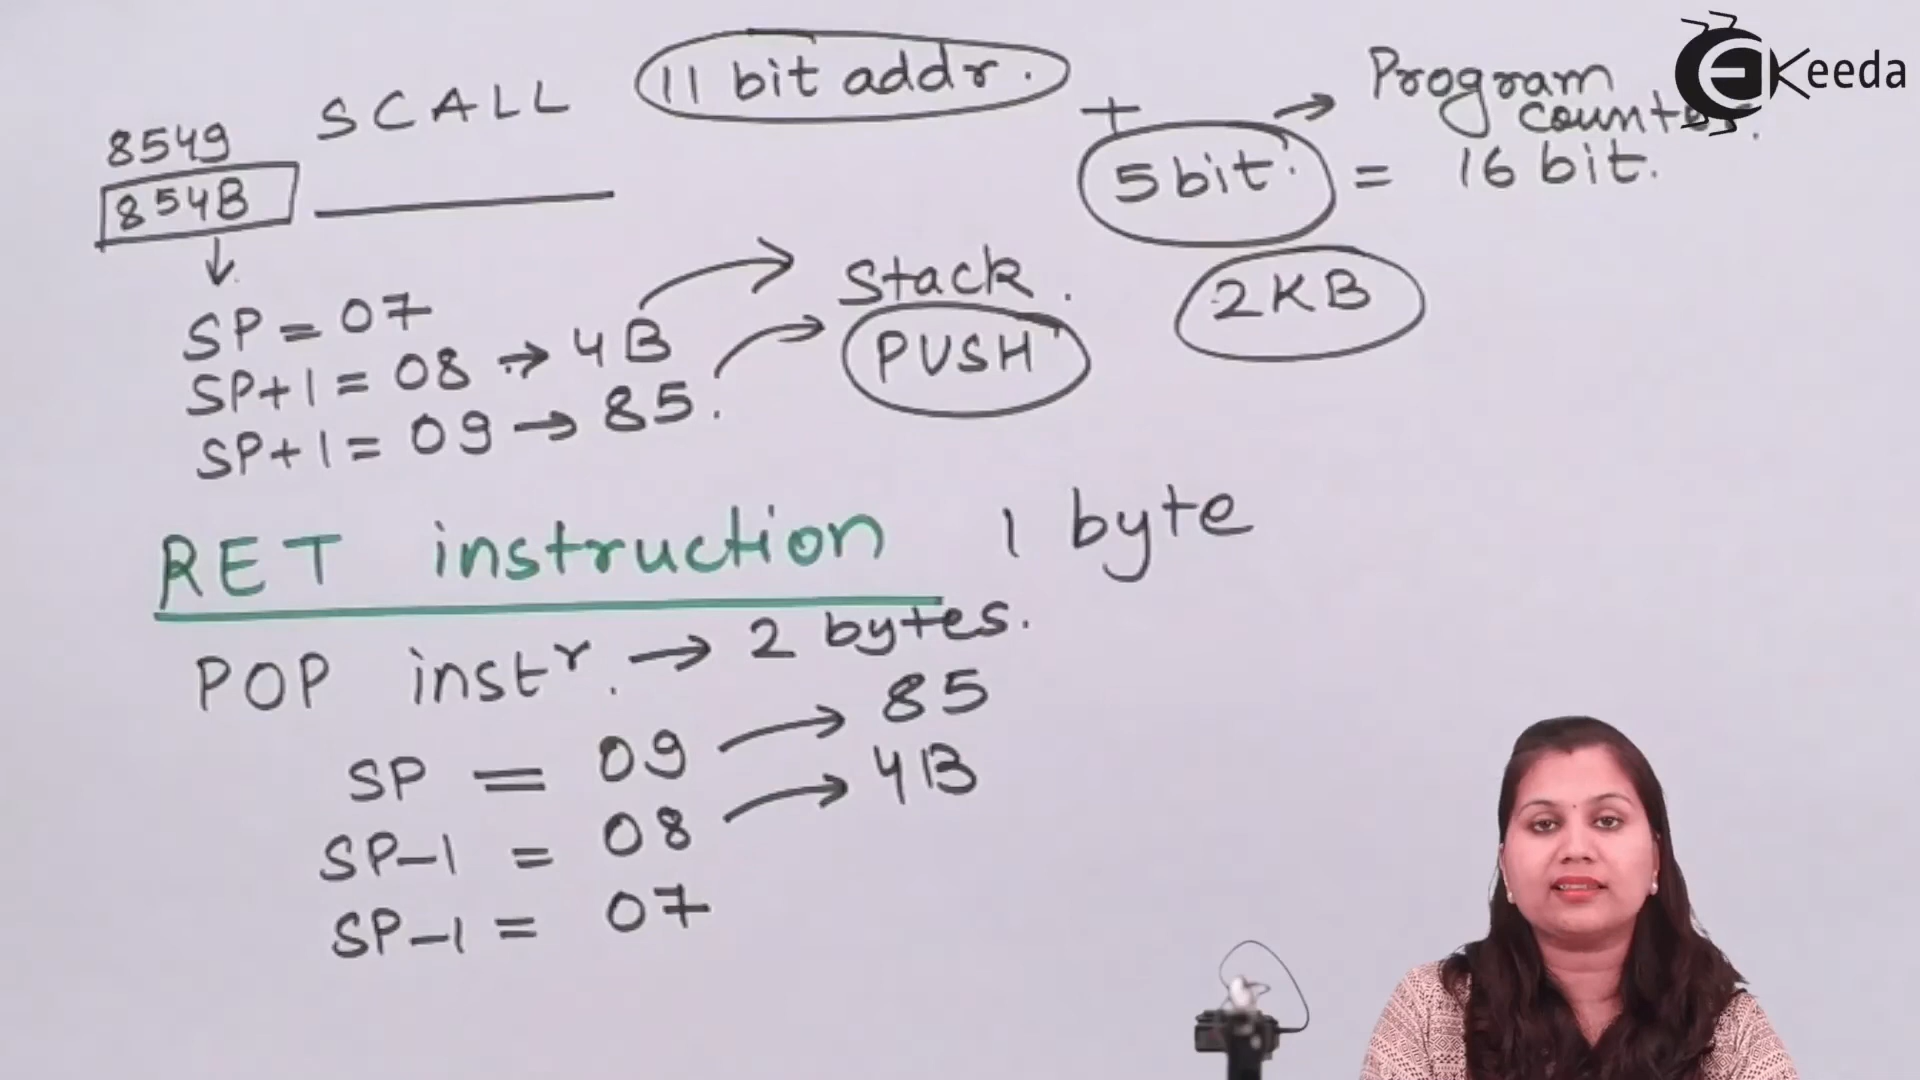 SCALL 11 bit addr. + 5 bit. → Program counter.
= 16 bit.
8549
854B
↓
SP = 07
SP+1 = 08 → 4B → Stack.
SP+1 = 09 → 85. → PUSH
2KB
RET instruction 1 byte
POP instr. → 2 bytes.
SP = 09 → 85
SP-1 = 08 → 4B
SP-1 = 07
EKeeda